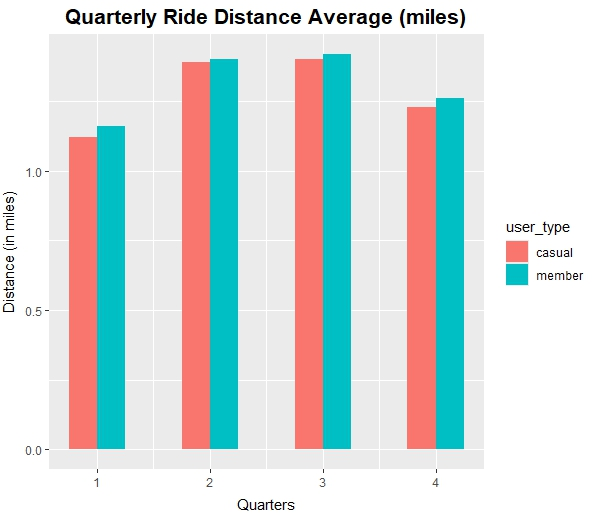 Quarterly Ride Distance Average (miles)
Distance (in miles)
1.0
0.5
0.0
1 2 3 4
Quarters
user_type
casual
member